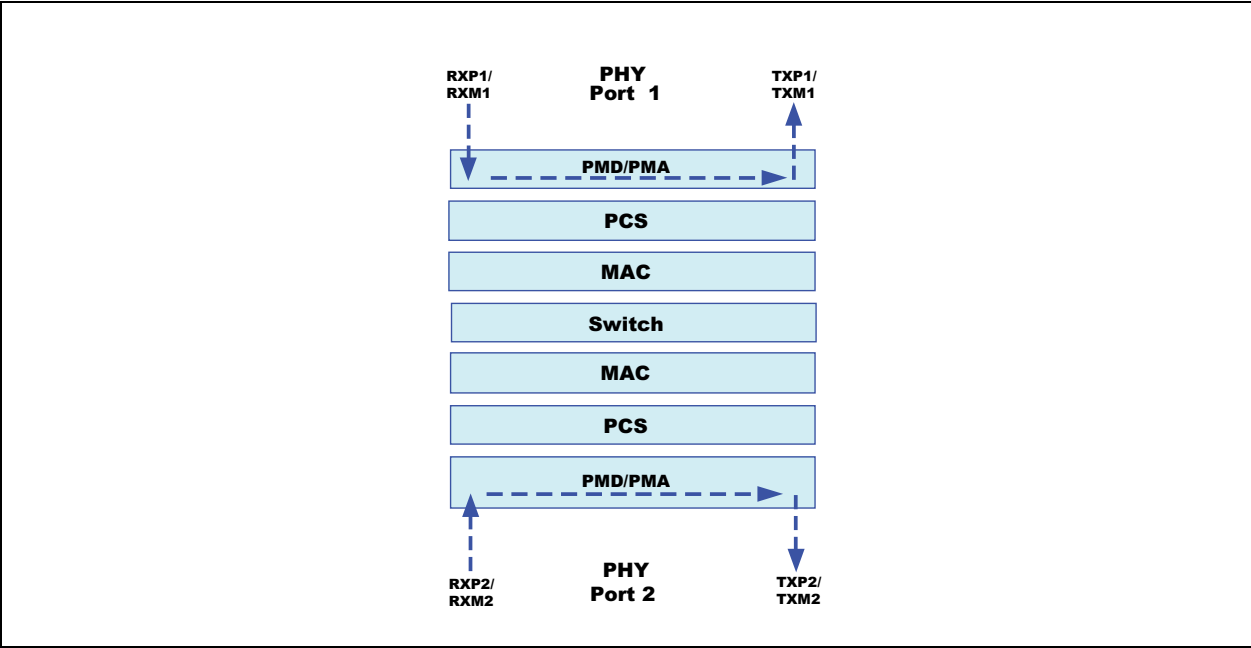 RXP1/
RXM1
PHY
Port 1
TXP1/
TXM1
PMD/PMA
PCS
MAC
Switch
MAC
PCS
PMD/PMA
RXP2/
RXM2
PHY
Port 2
TXP2/
TXM2